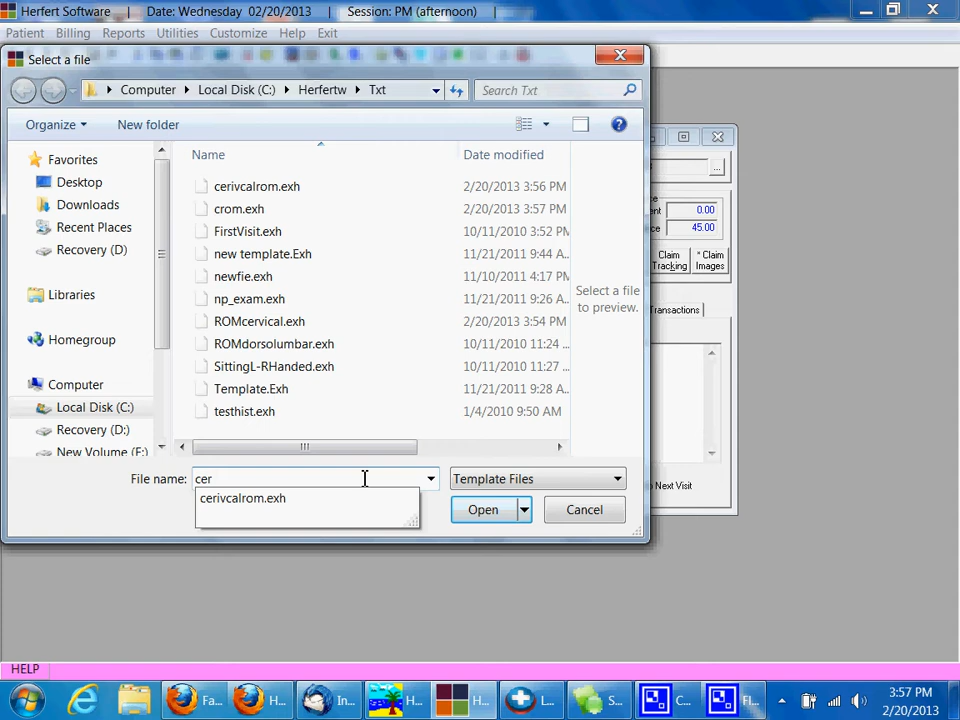 Herfert Software Date: Wednesday 02/20/2013 Session: PM (afternoon)
Patient Billing Reports Utilities Customize Help Exit
Select a file
Computer Local Disk (C:) Herfertw Txt Search Txt
Organize New folder
Name Date modified
Favorites
Desktop
Downloads
Recent Places
Recovery (D)
Libraries
Homegroup
Computer
Local Disk (C:)
Recovery (D:)
New Volume (F:)
cerivcalrom.exh 2/20/2013 3:56 PM
crom.exh 2/20/2013 3:57 PM
FirstVisit.exh 10/11/2010 3:52 PM
new template.Exh 11/21/2011 9:44 A...
newfie.exh 11/10/2011 4:17 PM
np_exam.exh 11/21/2011 9:26 A...
ROMcervical.exh 2/20/2013 3:54 PM
ROMdorsolumbar.exh 10/11/2010 11:24 ...
SittingL-RHanded.exh 10/11/2010 11:27 ...
Template.Exh 11/21/2011 9:28 A...
testhist.exh 1/4/2010 9:50 AM
Select a file
to preview.
File name: cer Template Files
cerivcalrom.exh
Open Cancel
...
0.00
45.00
Claim
Tracking
* Claim
Images
ransactions
Next Visit
HELP
Fa... H... In... H... H... L... S... C... Fl...
3:57 PM
2/20/2013